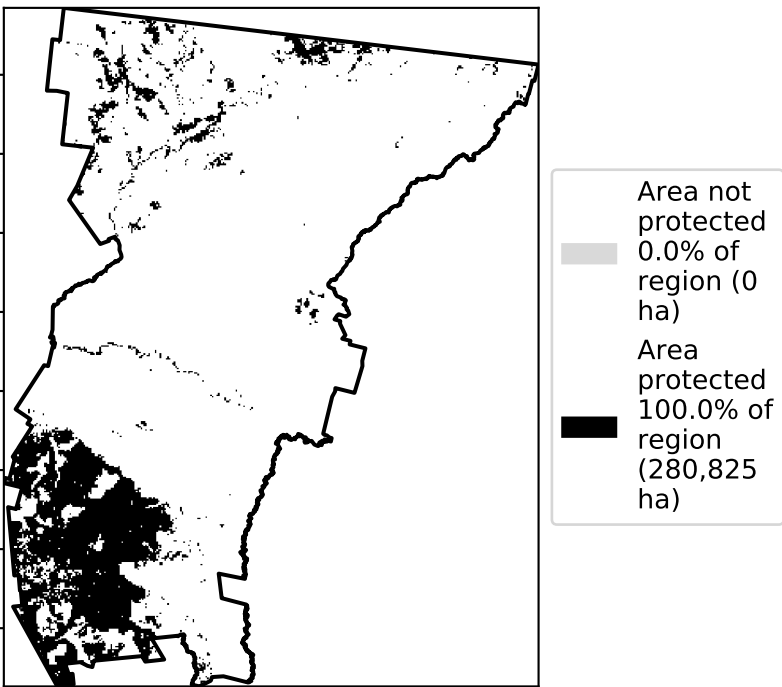 Area not
protected
0.0% of
region (0
ha)
Area
protected
100.0% of
region
(280,825
ha)